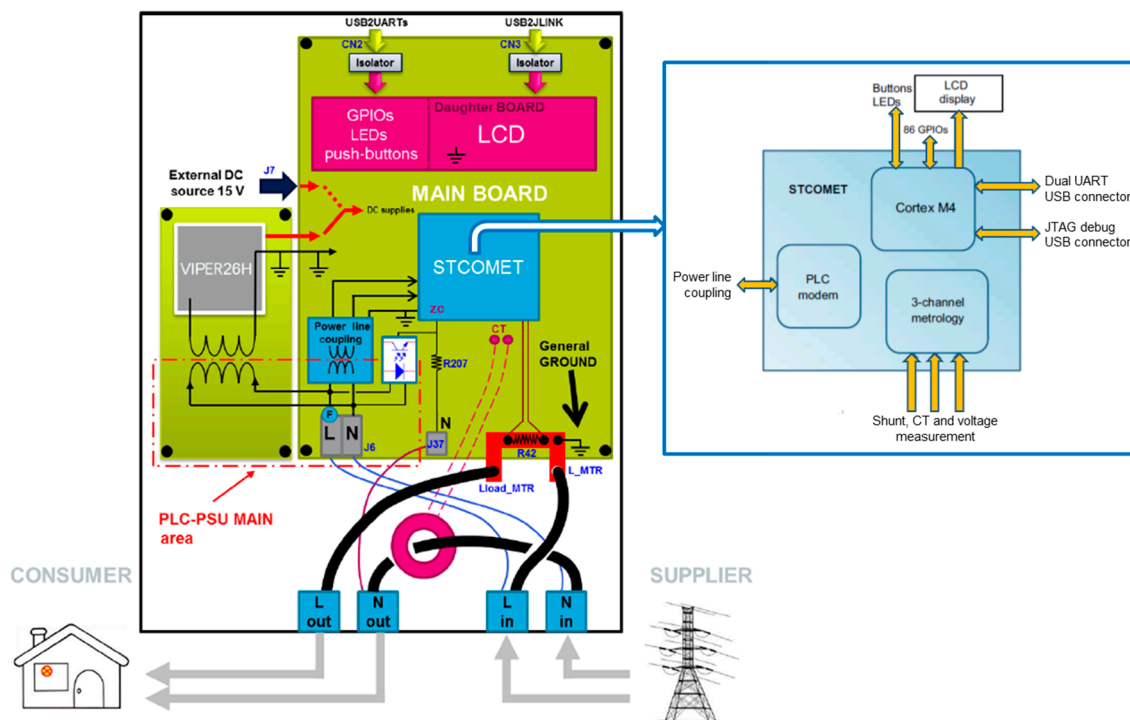 USB2UARTs
USB2JLINK
CN2
CN3
Isolator
Isolator
Daughter BOARD
GPIOs
LEDs
push-buttons
LCD
External DC
source 15 V
J7
MAIN BOARD
DC supplies
VIPER26H
STCOMET
ZC
Power line
coupling
CT
R207
General
GROUND
F
L
N
J6
N
J37
R42
L_MTR
Lload_MTR
PLC-PSU MAIN
area
CONSUMER
SUPPLIER
L
out
N
out
L
in
N
in
Buttons
LEDs
LCD
display
86 GPIOs
STCOMET
Cortex M4
Dual UART
USB connector
JTAG debug
USB connector
Power line
coupling
PLC
modem
3-channel
metrology
Shunt, CT and voltage
measurement